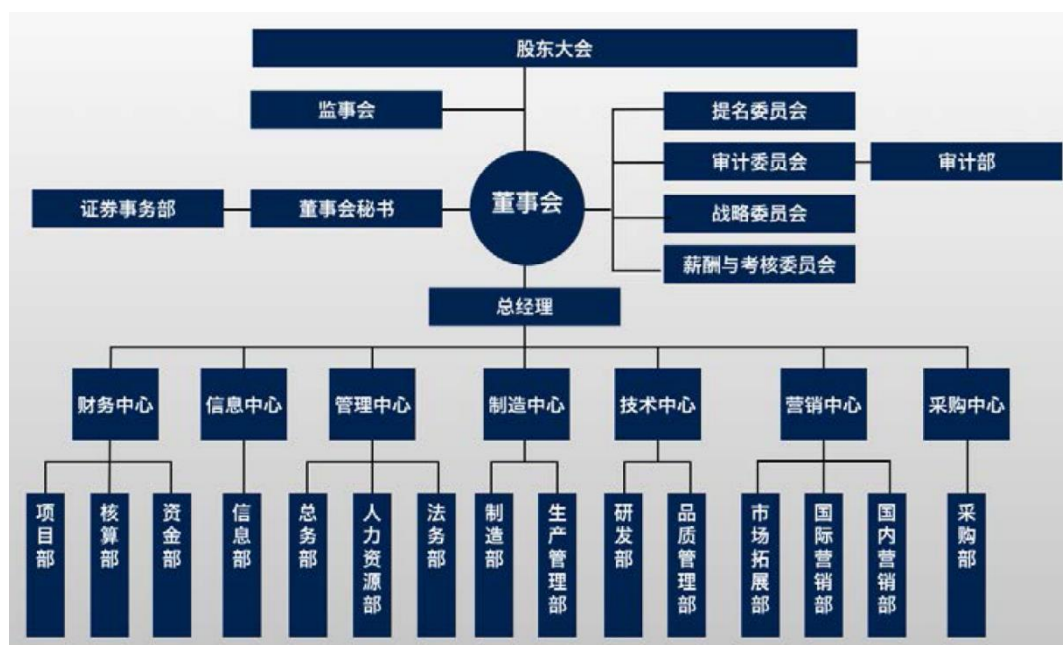 股东大会
监事会
提名委员会
审计委员会
审计部
证券事务部
董事会秘书
董事会
战略委员会
薪酬与考核委员会
总经理
财务中心
信息中心
管理中心
制造中心
技术中心
营销中心
采购中心
项目部
核算部
资金部
信息部
总务部
人力资源部
法务部
制造部
生产管理部
研发部
品质管理部
市场拓展部
国际营销部
国内营销部
采购部